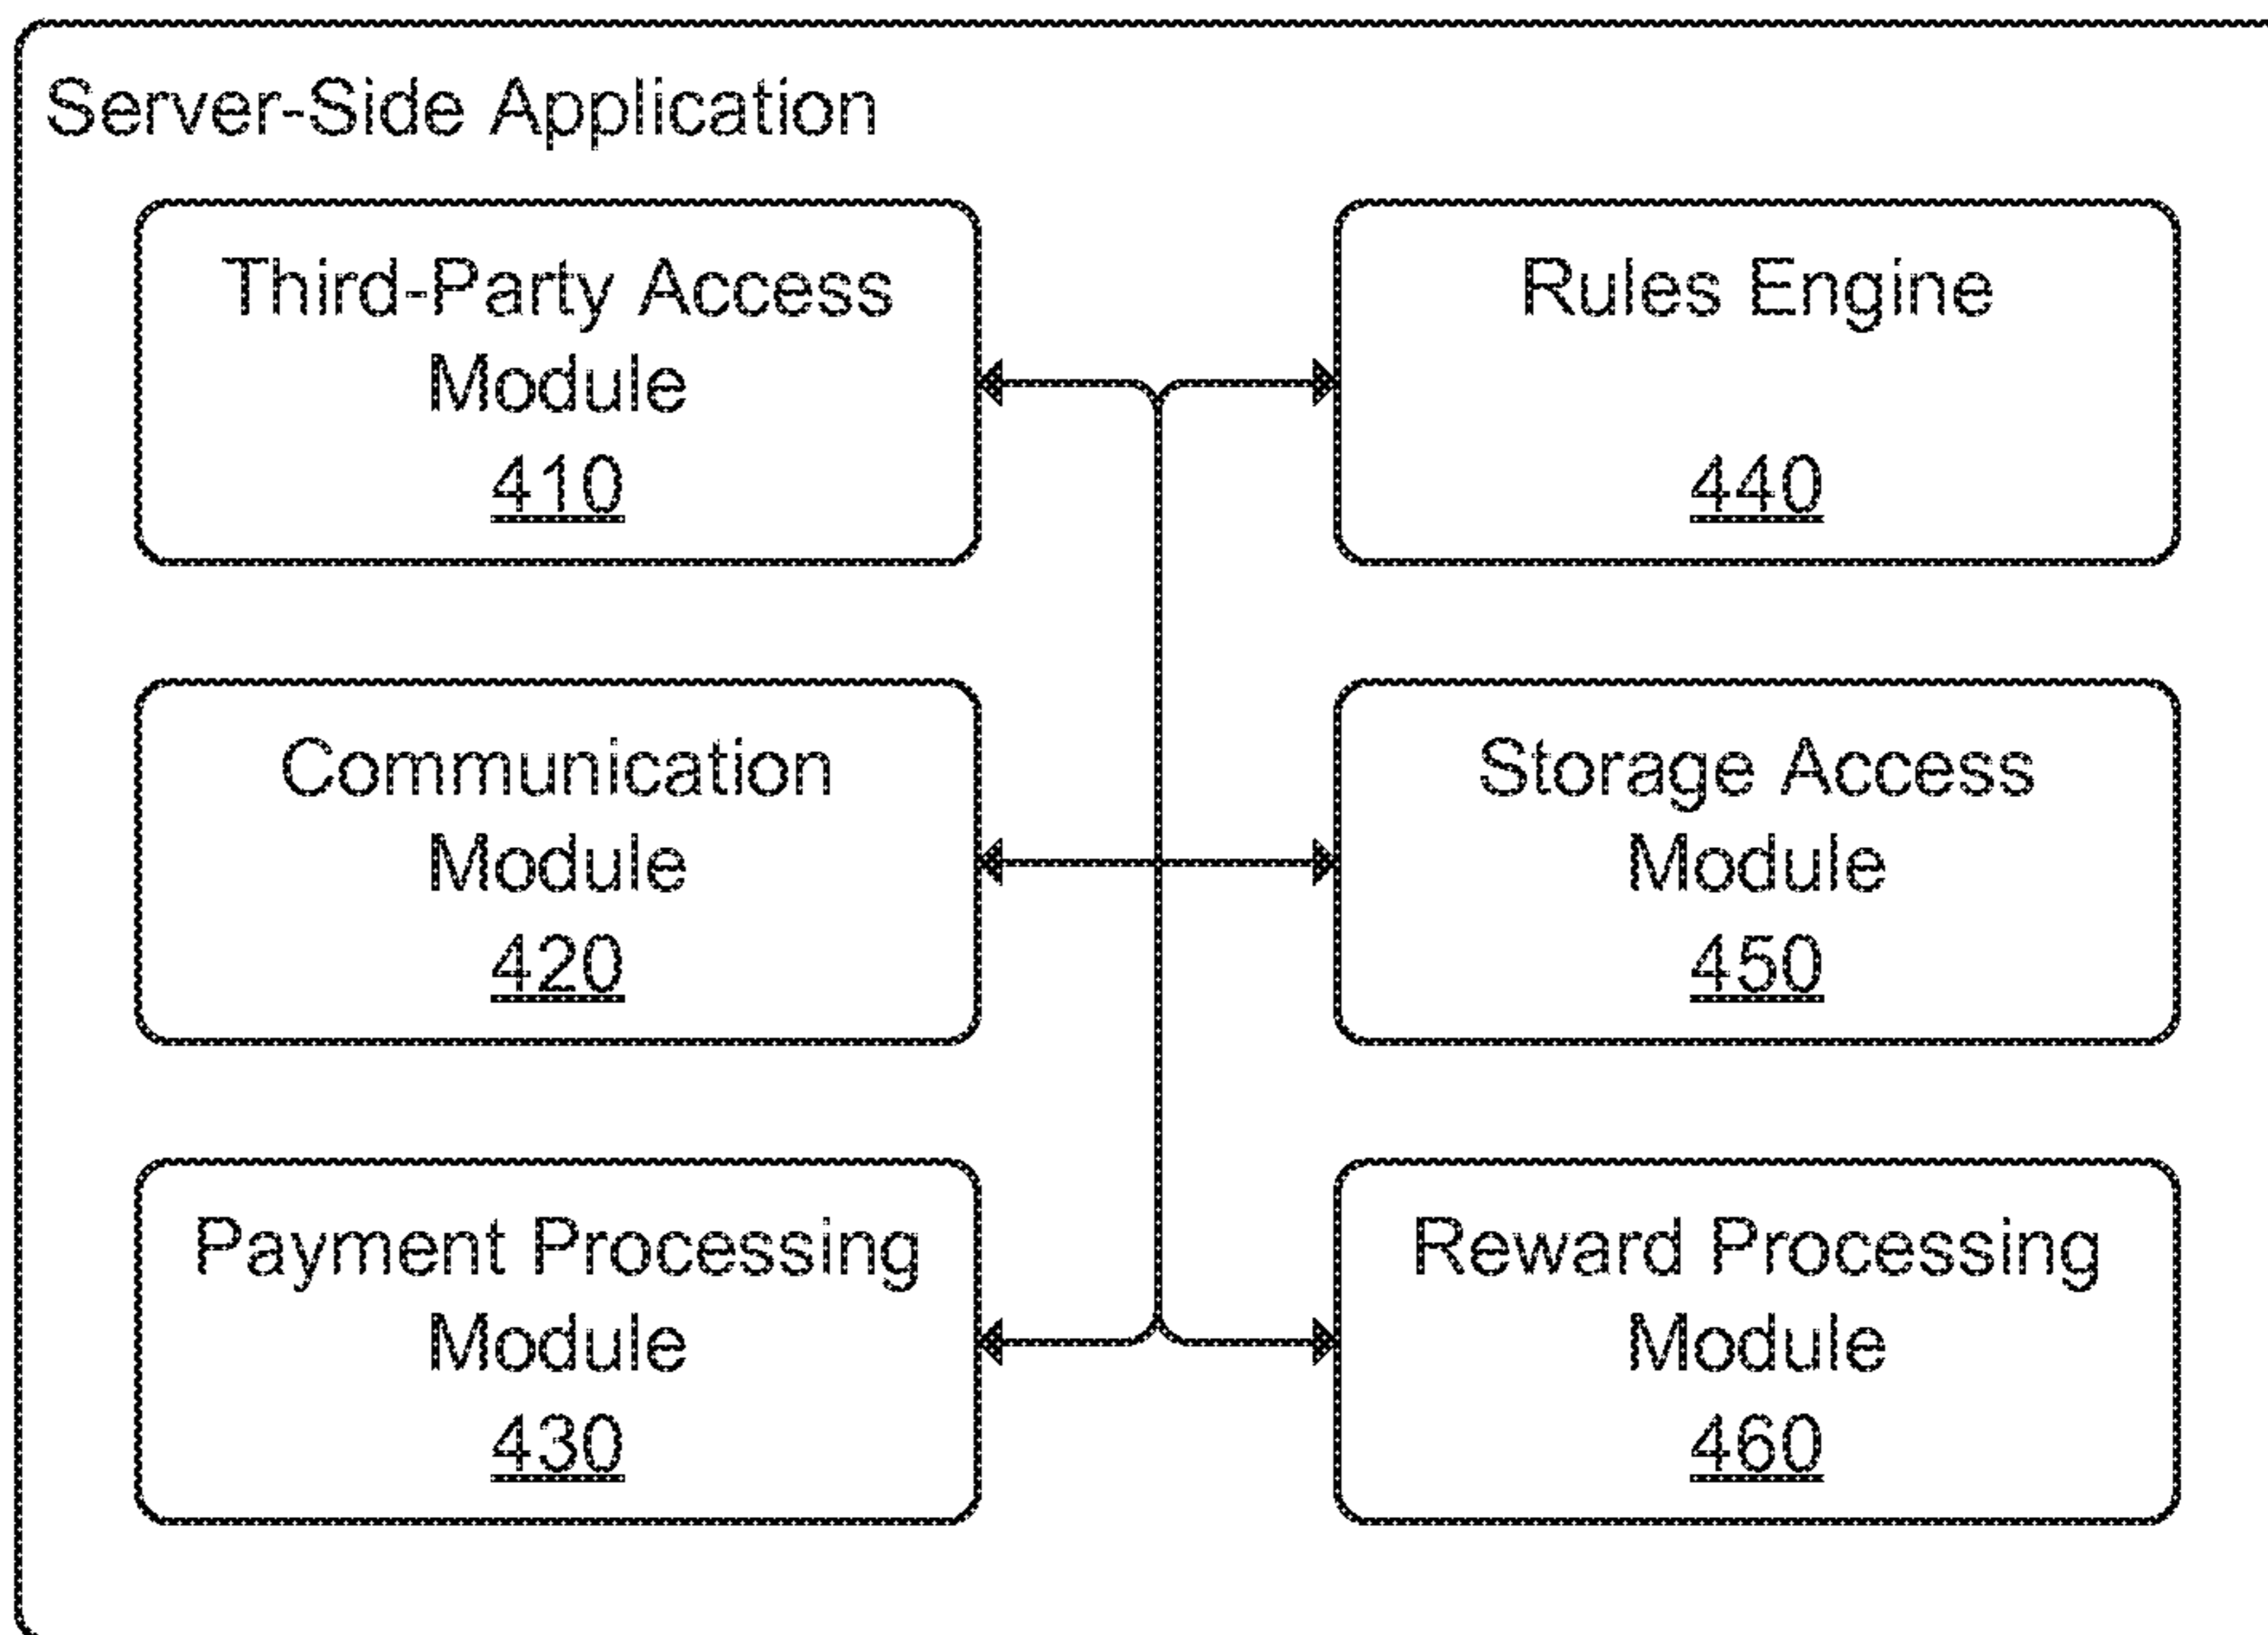 Server-Side Application
Third-Party Access
Module
410
Rules Engine
440
Communication
Module
420
Storage Access
Module
450
Payment Processing
Module
430
Reward Processing
Module
460